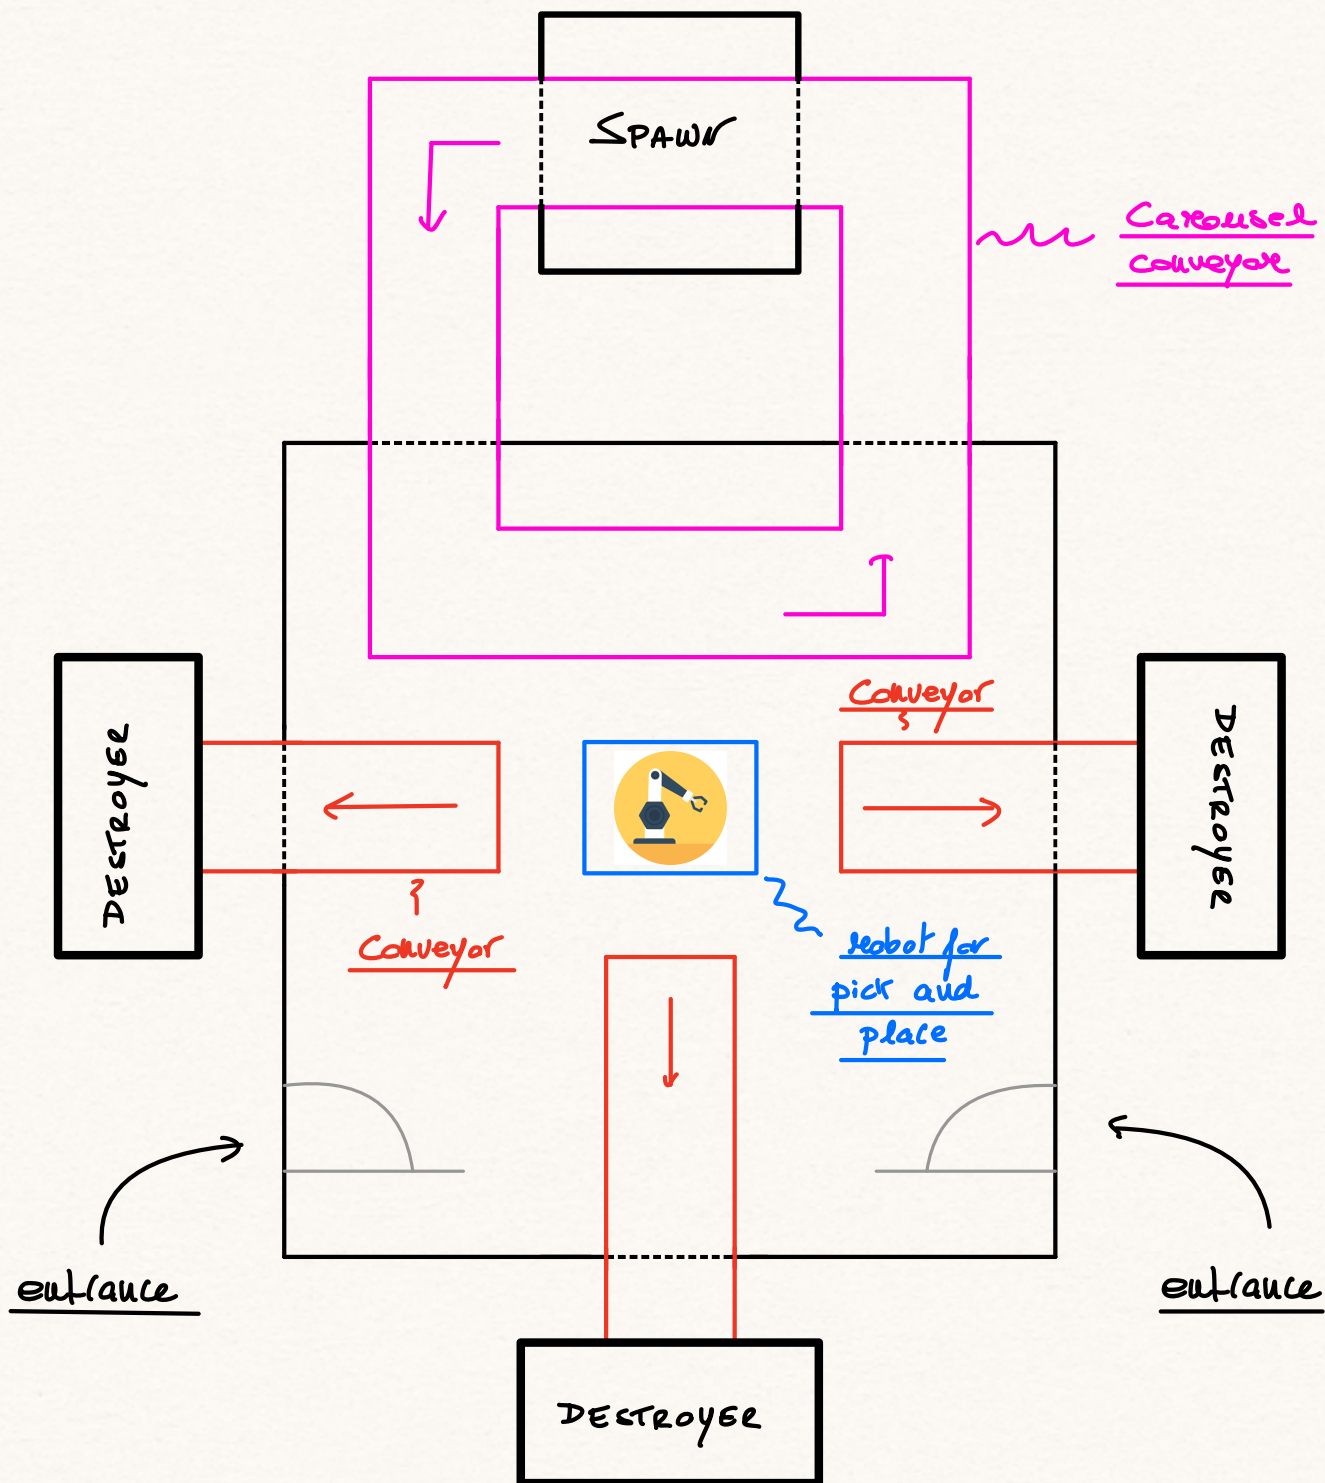 SPAWN
Carousel
conveyor
Conveyor
DESTROYER
DESTROYER
Conveyor
Robot for
pick and
place
entrance
entrance
DESTROYER